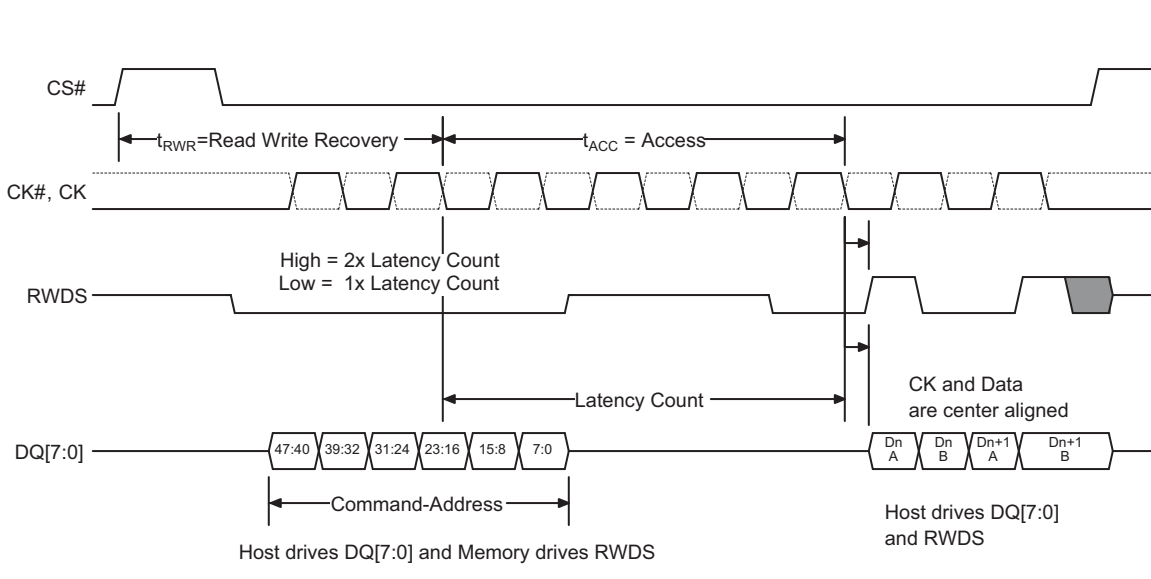 CS#
t_RWR=Read Write Recovery
t_ACC = Access
CK#, CK
High = 2x Latency Count
Low = 1x Latency Count
RWDS
Latency Count
CK and Data
are center aligned
DQ[7:0]
47:40 39:32 31:24 23:16 15:8 7:0
Dn
A
Dn
B
Dn+1
A
Dn+1
B
Command-Address
Host drives DQ[7:0]
and RWDS
Host drives DQ[7:0] and Memory drives RWDS